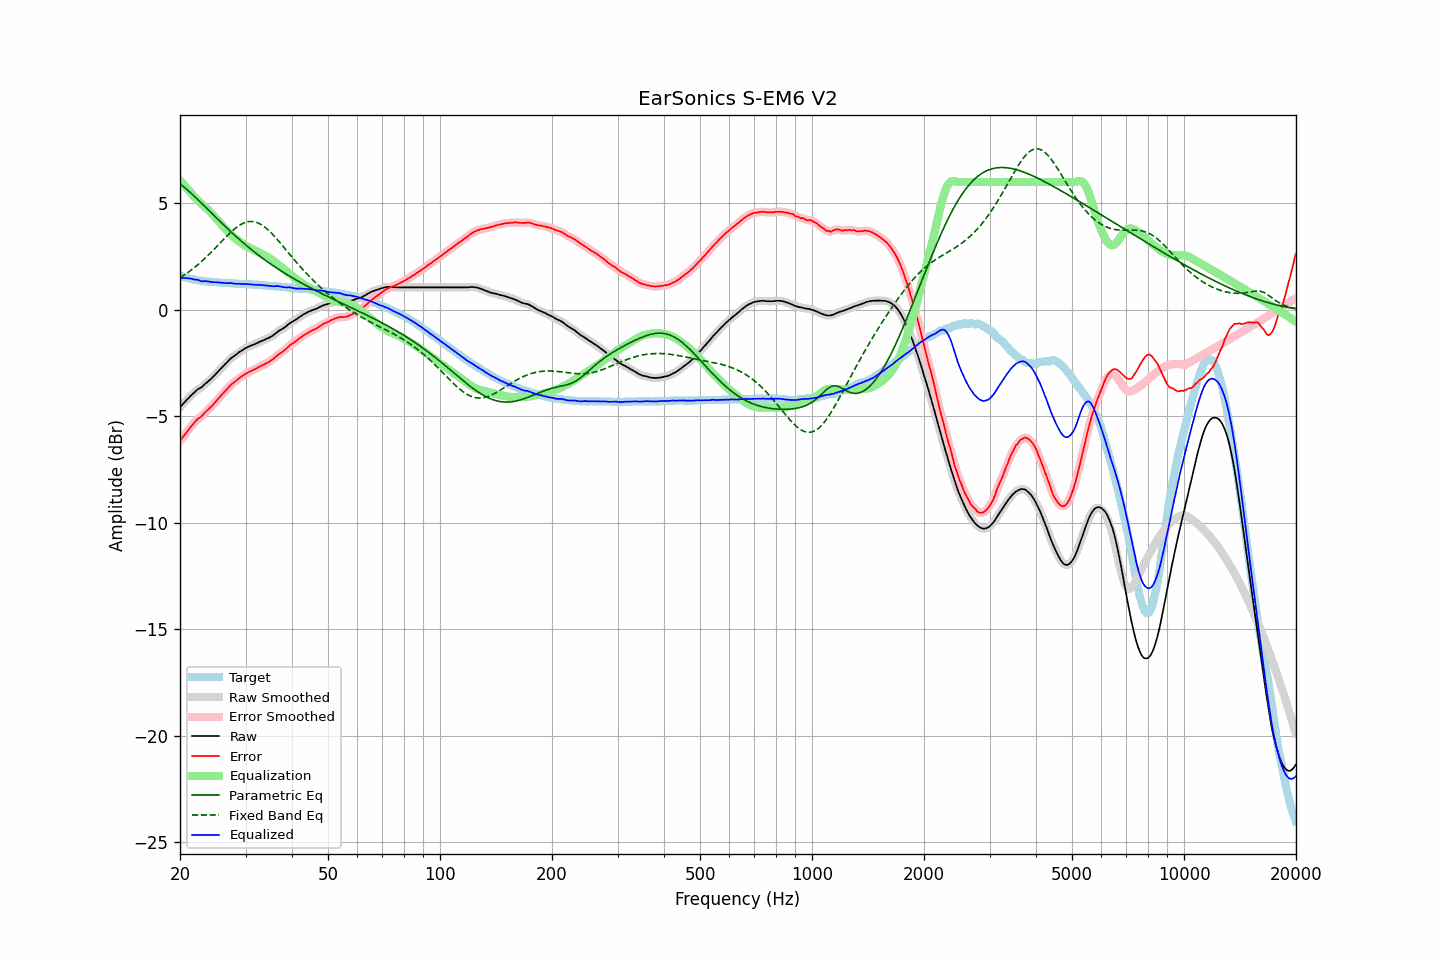 EarSonics S-EM6 V2
Amplitude (dBr)
5
0
−5
−10
−15
−20
−25
Target
Raw Smoothed
Error Smoothed
Raw
Error
Equalization
Parametric Eq
Fixed Band Eq
Equalized
20 50 100 200 500 1000 2000 5000 10000 20000
Frequency (Hz)